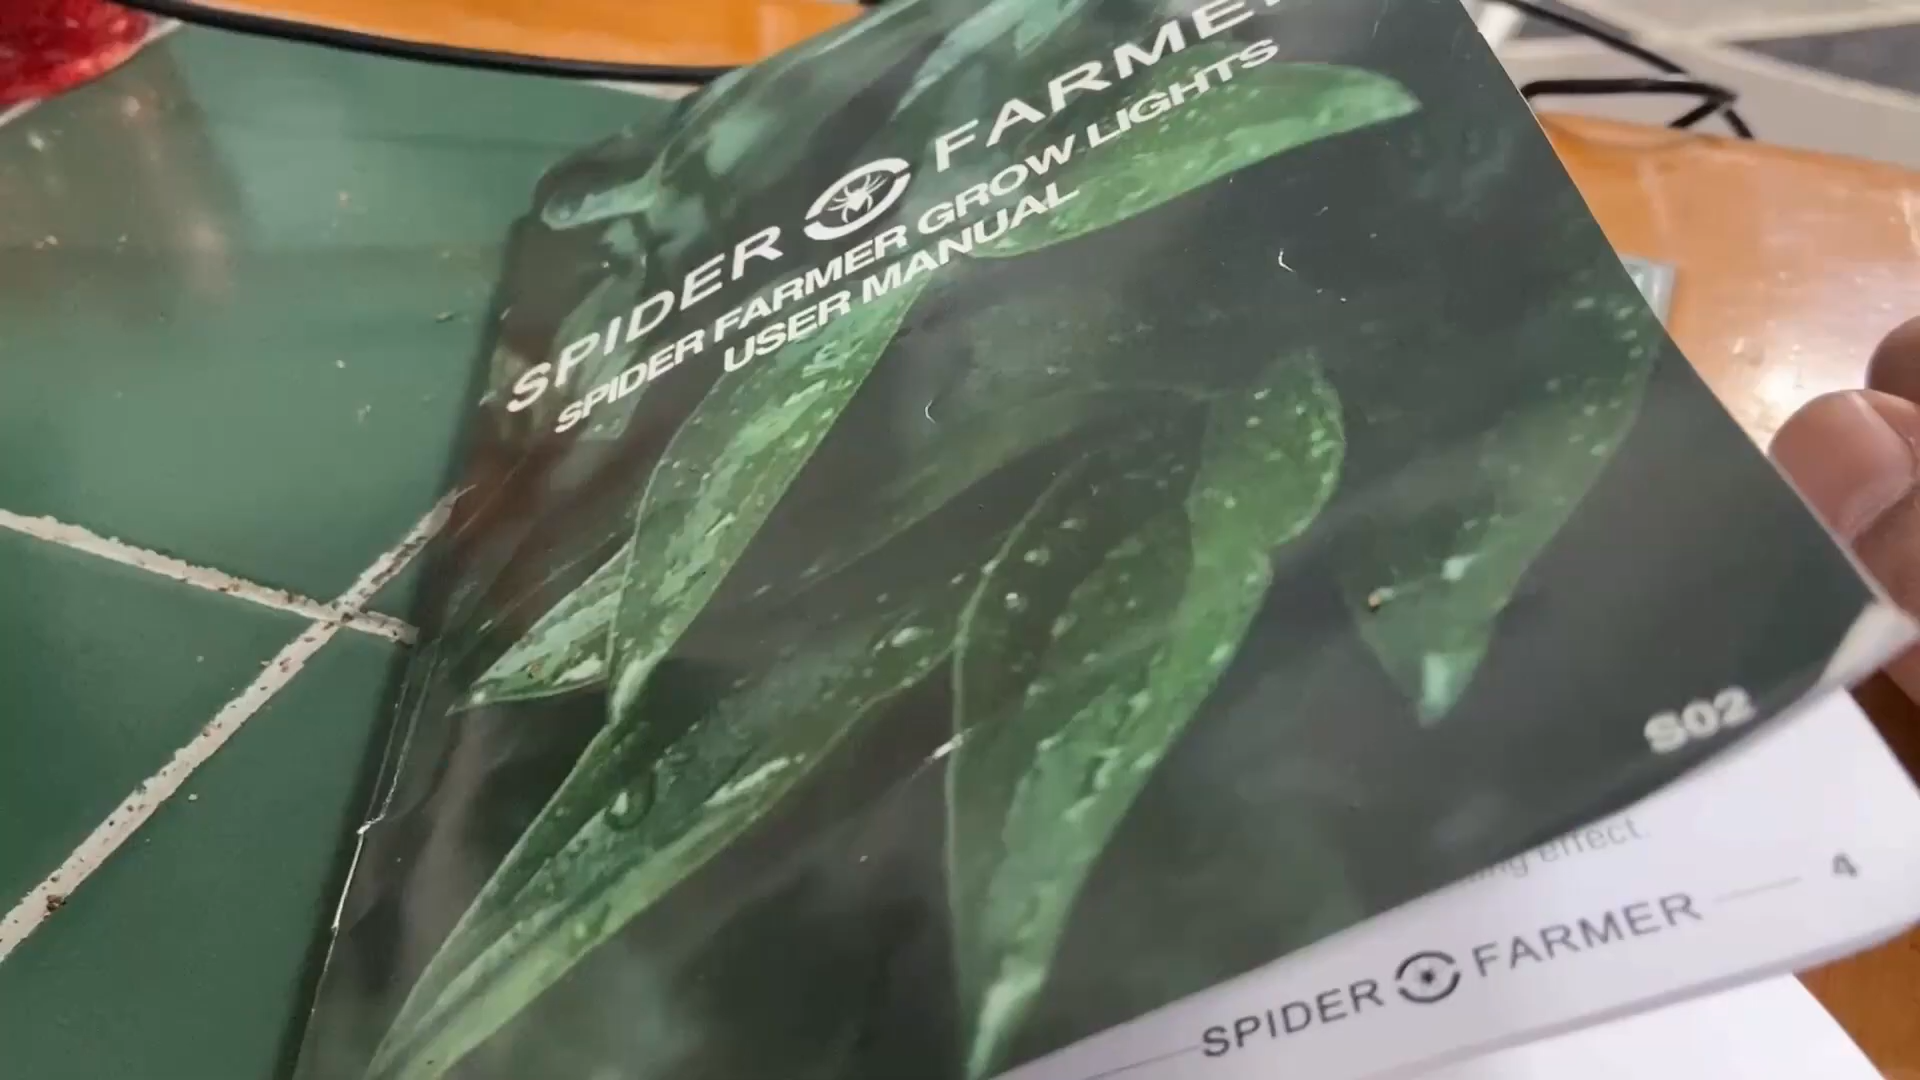 SPIDER FARMER
SPIDER FARMER GROW LIGHTS
USER MANUAL
S02
effect.
4
SPIDER FARMER